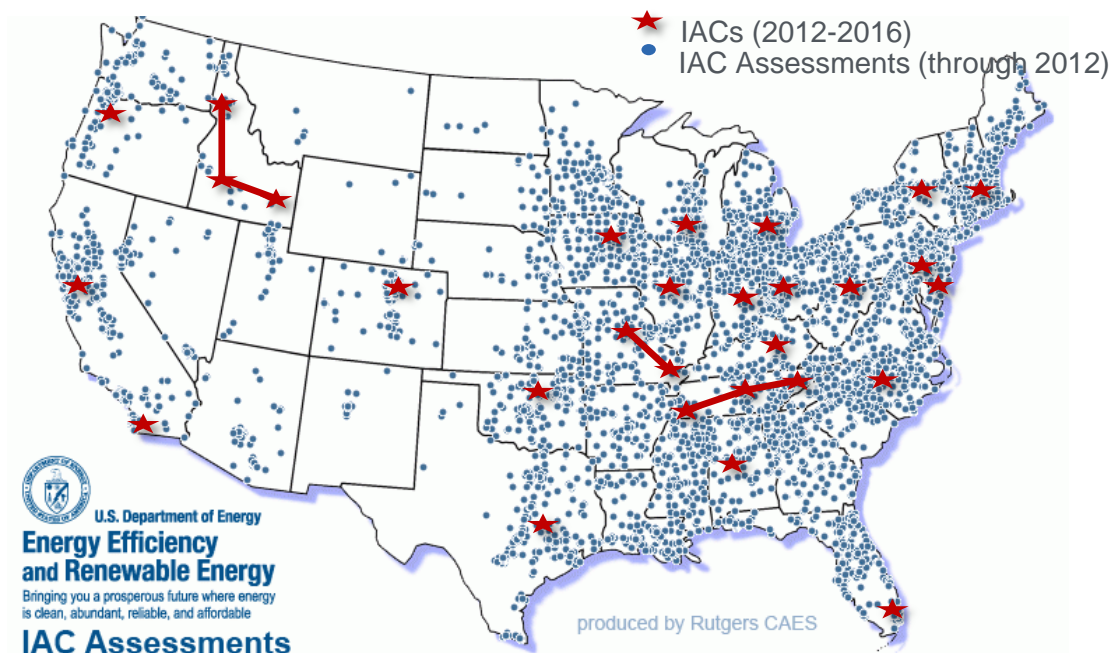 IACs (2012-2016)
IAC Assessments (through 2012)
U.S. Department of Energy
Energy Efficiency
and Renewable Energy
Bringing you a prosperous future where energy
is clean, abundant, reliable, and affordable
IAC Assessments
produced by Rutgers CAES